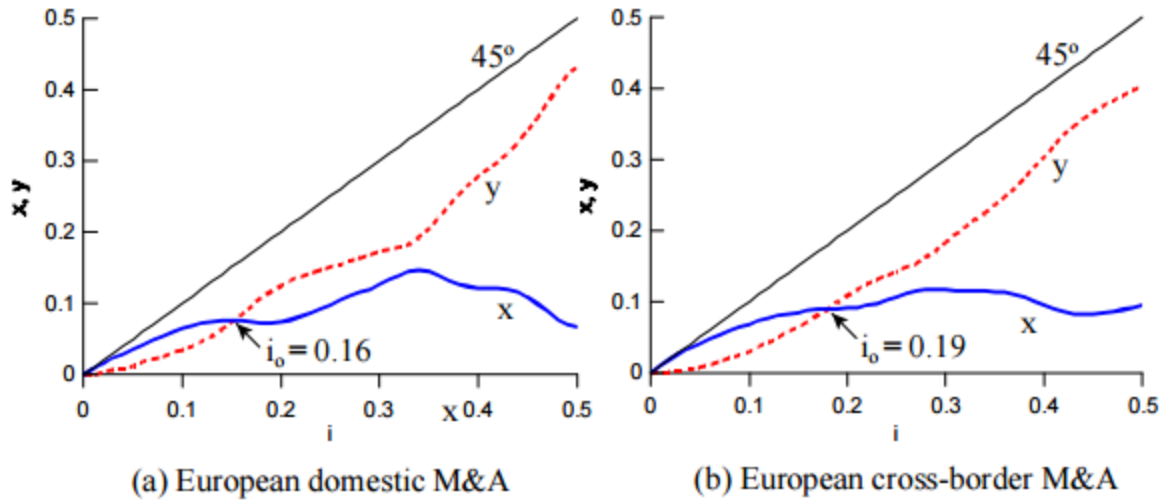 0.5
0.4
0.3
0.2
0.1
0
x, y
45º
y
x
i₀ = 0.16
0 0.1 0.2 0.3 x 0.4 0.5
i
(a) European domestic M&A
0.5
0.4
0.3
0.2
0.1
0
x, y
45º
y
x
i₀ = 0.19
0 0.1 0.2 0.3 0.4 0.5
i
(b) European cross-border M&A